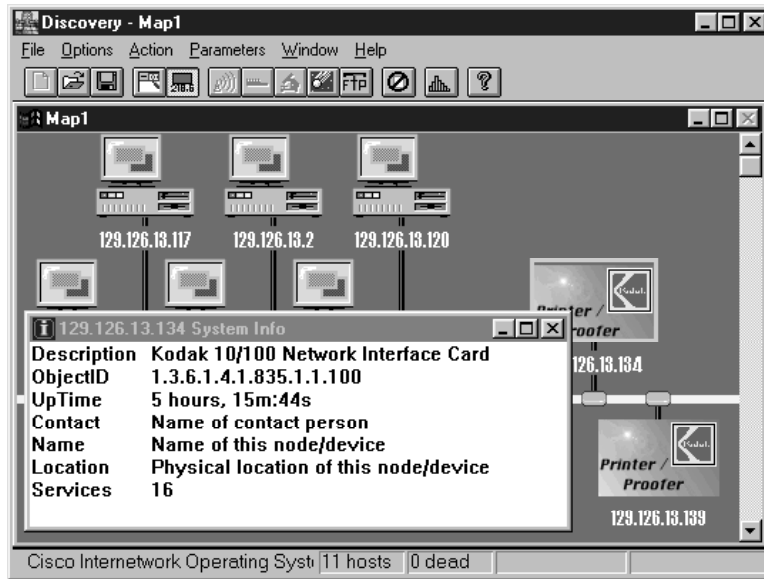 Discovery - Map1
File Options Action Parameters Window Help
FTP
Map1
129.126.13.117 129.126.13.2 129.126.13.120
Kodak
Printer /
Proofer
126.13.134
129.126.13.134 System Info
Description Kodak 10/100 Network Interface Card
ObjectID 1.3.6.1.4.1.835.1.1.100
UpTime 5 hours, 15m:44s
Contact Name of contact person
Name Name of this node/device
Location Physical location of this node/device
Services 16
Kodak
Printer /
Proofer
129.126.13.139
Cisco Internetwork Operating Syst 11 hosts 0 dead